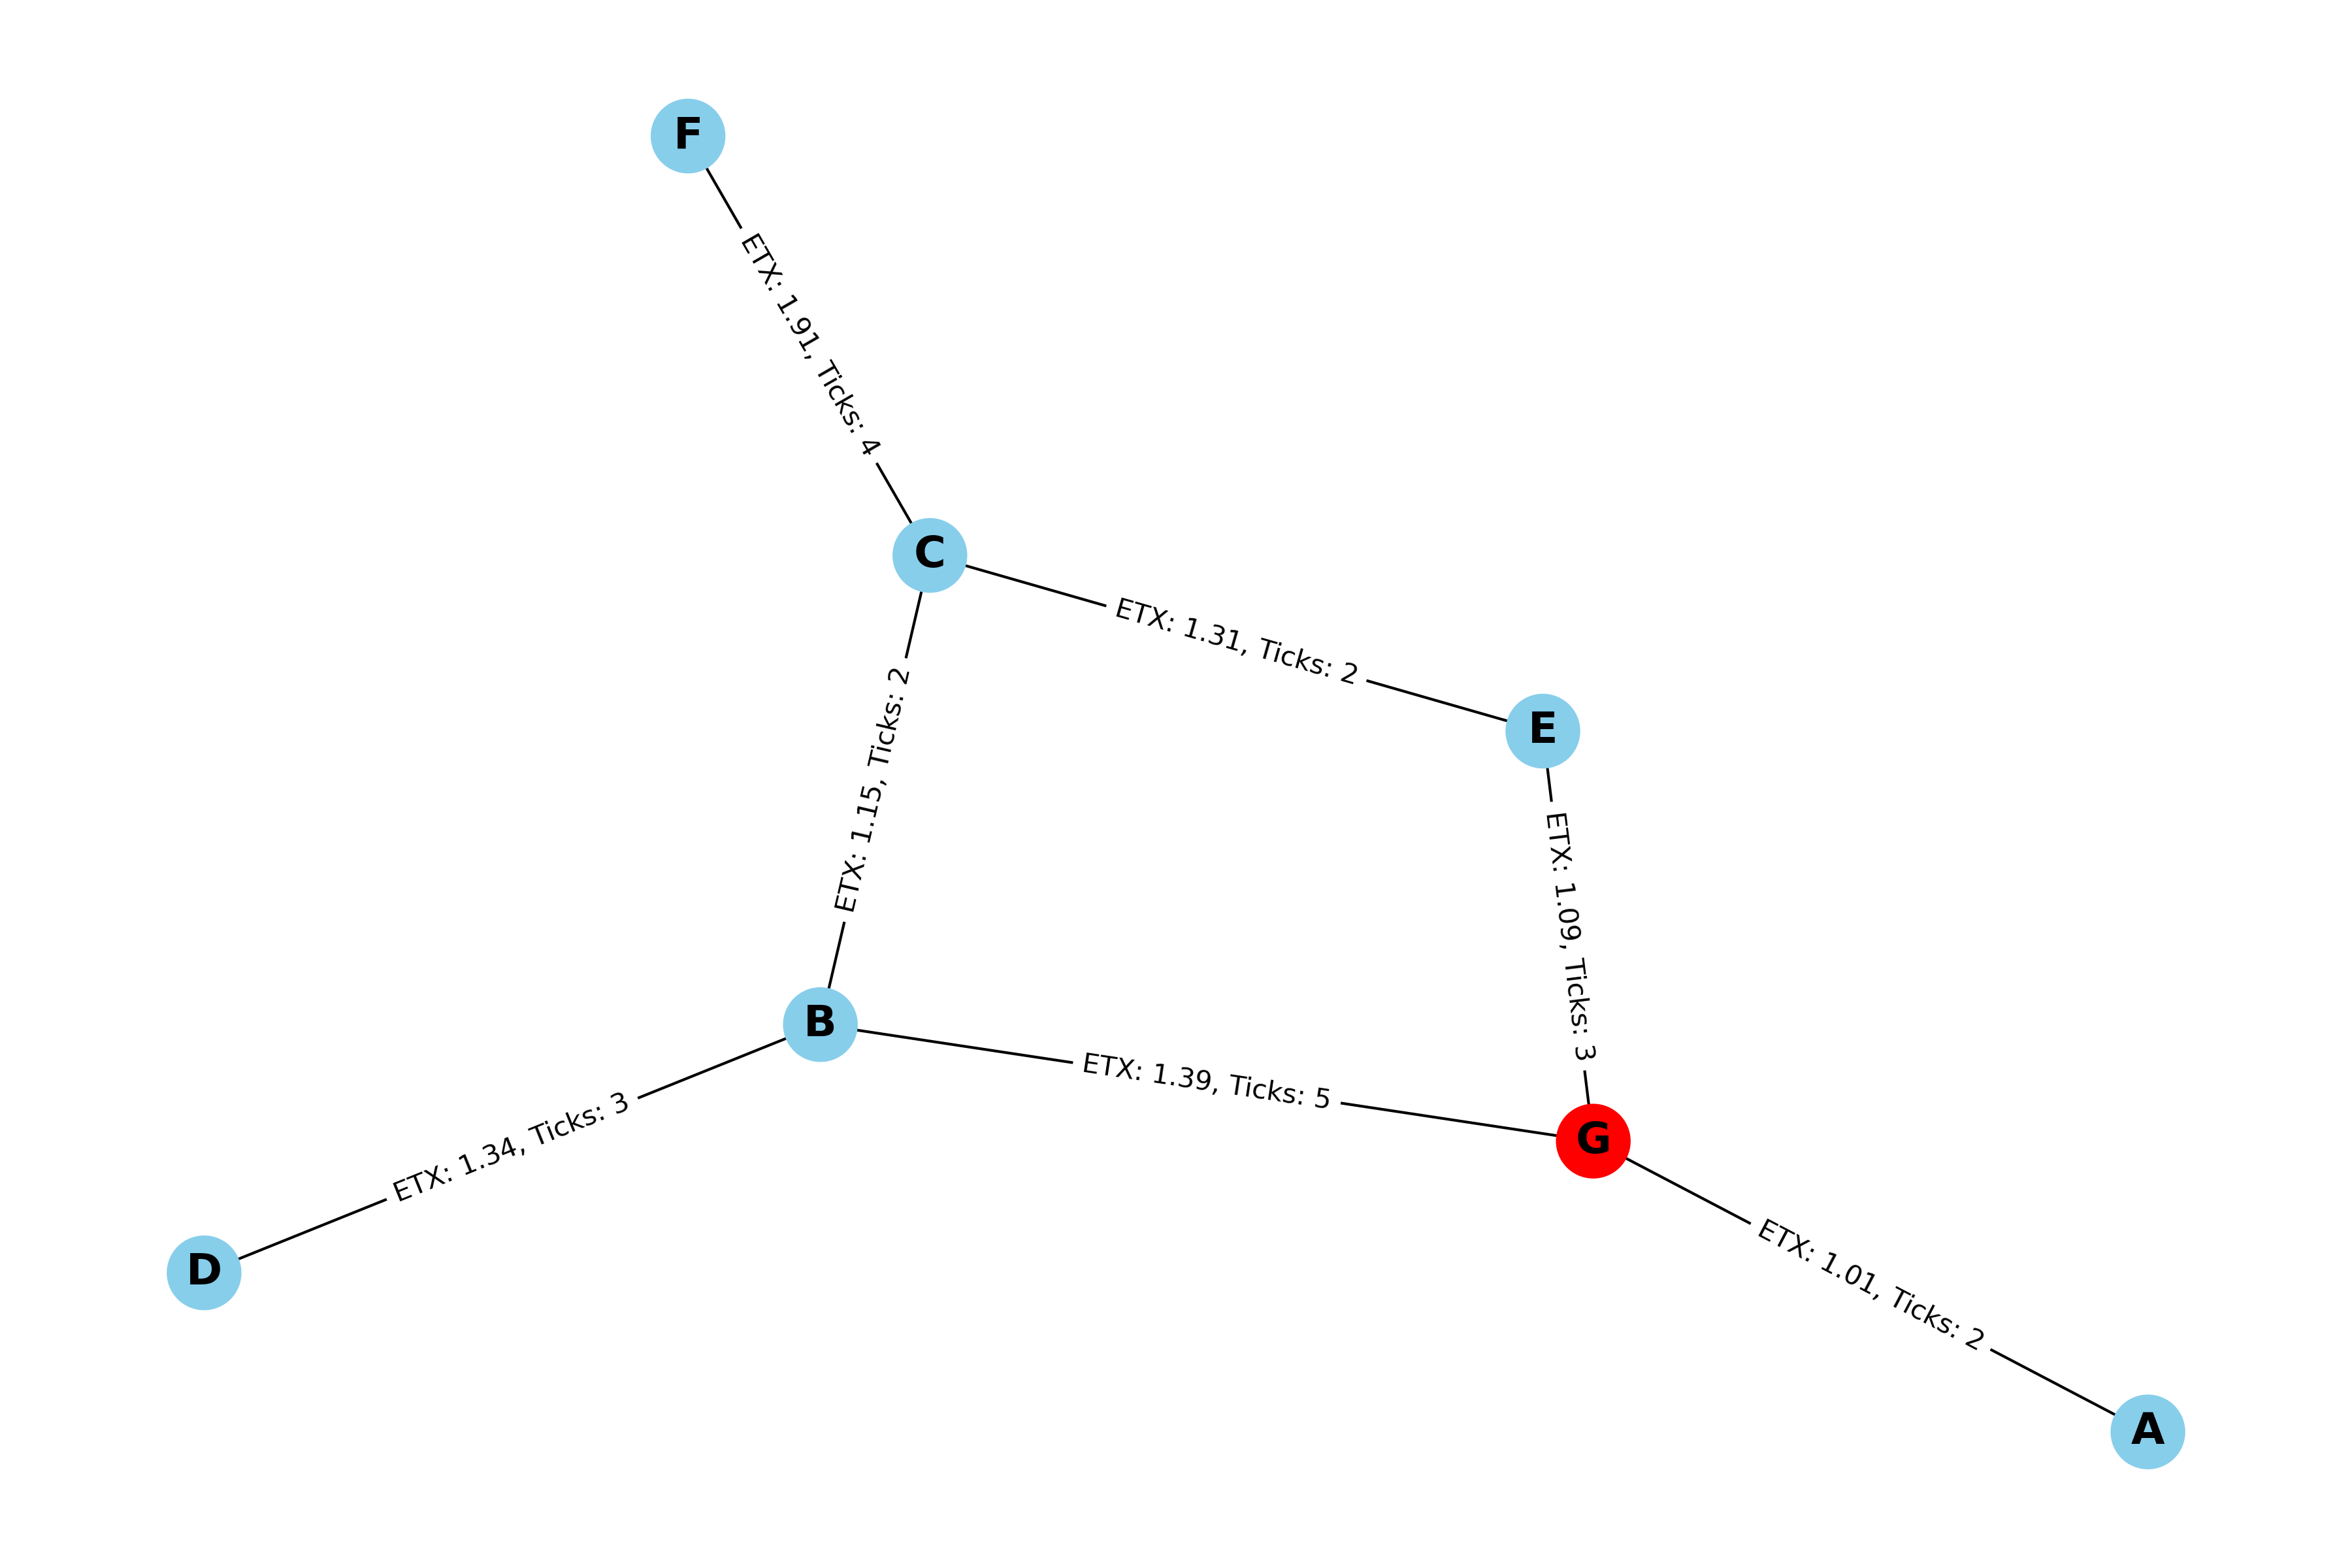 F
ETX: 1.91, Ticks: 4
C
ETX: 1.31, Ticks: 2
ETX: 1.15, Ticks: 2
E
ETX: 1.09, Ticks: 3
B
ETX: 1.39, Ticks: 5
ETX: 1.34, Ticks: 3
G
D
ETX: 1.01, Ticks: 2
A